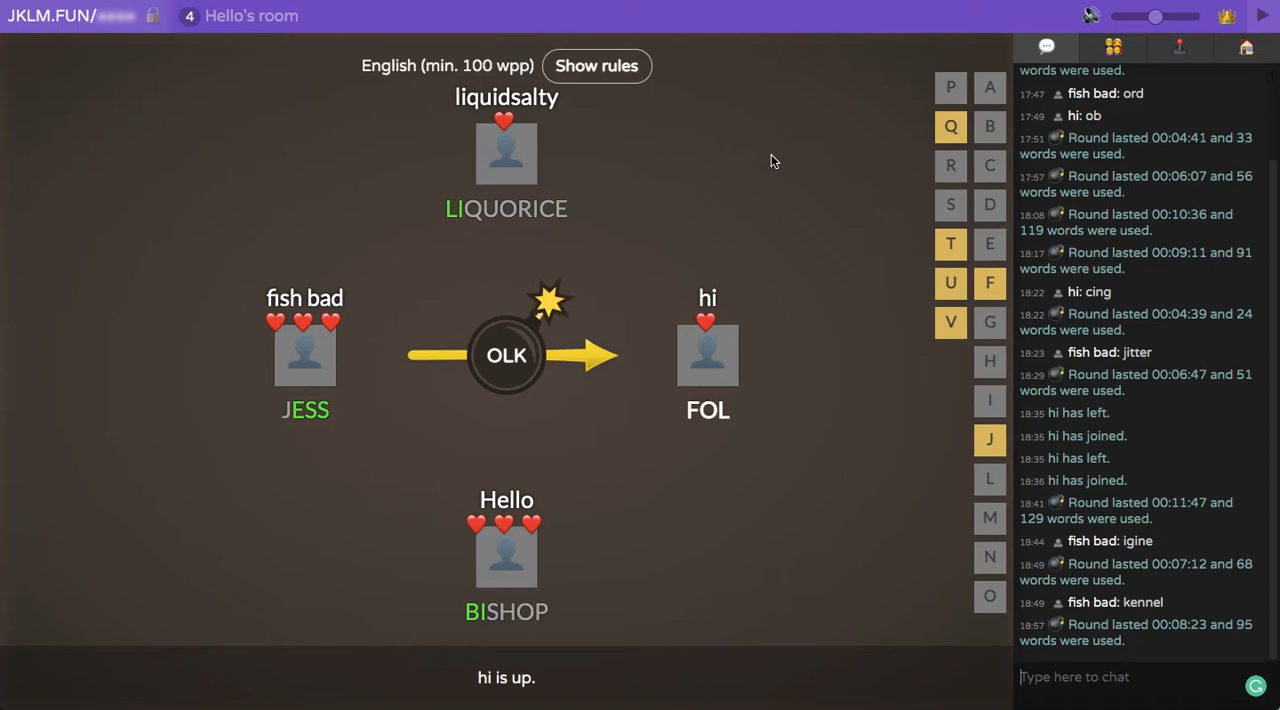 JKLM.FUN/
4 Hello's room
English (min. 100 wpp) Show rules
liquidsalty
LIQUORICE
fish bad
JESS
OLK
hi
FOL
Hello
BISHOP
hi is up.
P A
Q B
R C
S D
T E
U F
V G
H
I
J
L
M
N
O
words were used.
17:47 fish bad: ord
17:49 hi: ob
17:51 Round lasted 00:04:41 and 33
words were used.
17:57 Round lasted 00:06:07 and 56
words were used.
18:08 Round lasted 00:10:36 and
119 words were used.
18:17 Round lasted 00:09:11 and 91
words were used.
18:22 hi: cing
18:22 Round lasted 00:04:39 and 24
words were used.
18:23 fish bad: jitter
18:29 Round lasted 00:06:47 and 51
words were used.
18:35 hi has left.
18:35 hi has joined.
18:35 hi has left.
18:36 hi has joined.
18:41 Round lasted 00:11:47 and
129 words were used.
18:44 fish bad: igine
18:49 Round lasted 00:07:12 and 68
words were used.
18:49 fish bad: kennel
18:57 Round lasted 00:08:23 and 95
words were used.
Type here to chat